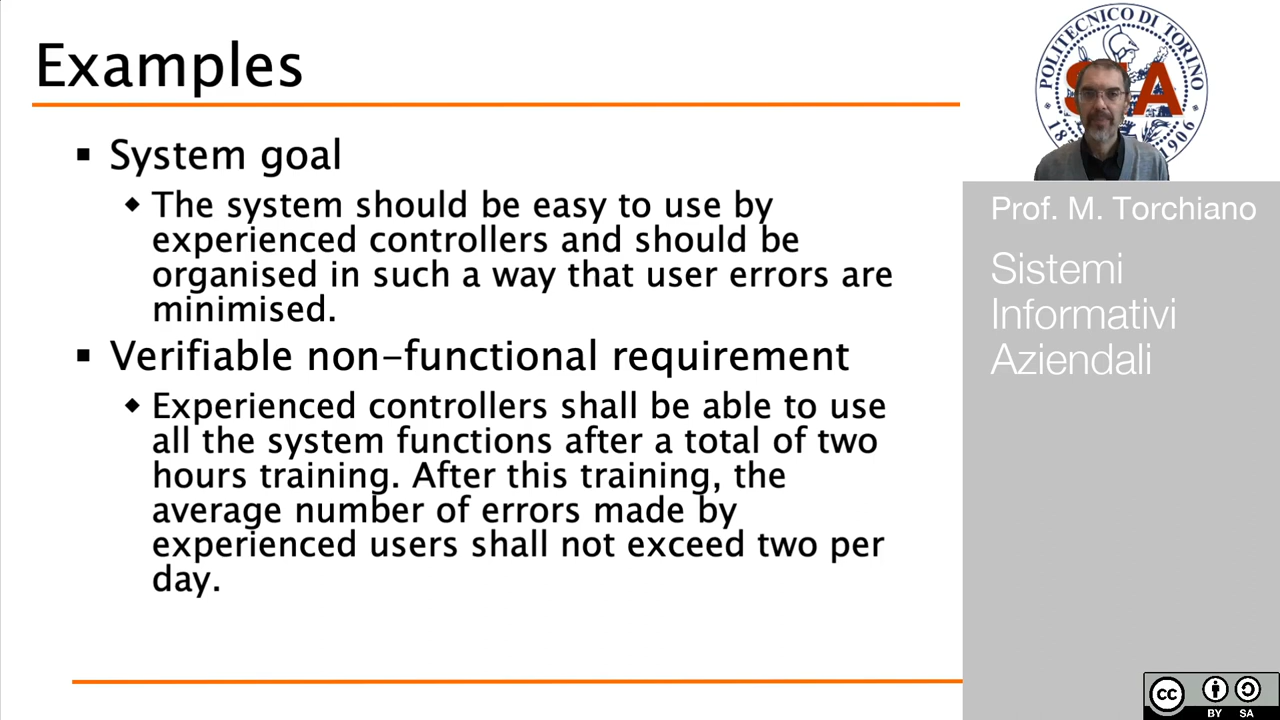 Examples
System goal
The system should be easy to use by
experienced controllers and should be
organised in such a way that user errors are
minimised.
Verifiable non-functional requirement
Experienced controllers shall be able to use
all the system functions after a total of two
hours training. After this training, the
average number of errors made by
experienced users shall not exceed two per
day.
POLITECNICO DI TORINO
1906
Prof. M. Torchiano
Sistemi
Informativi
Aziendali
CC
BY SA